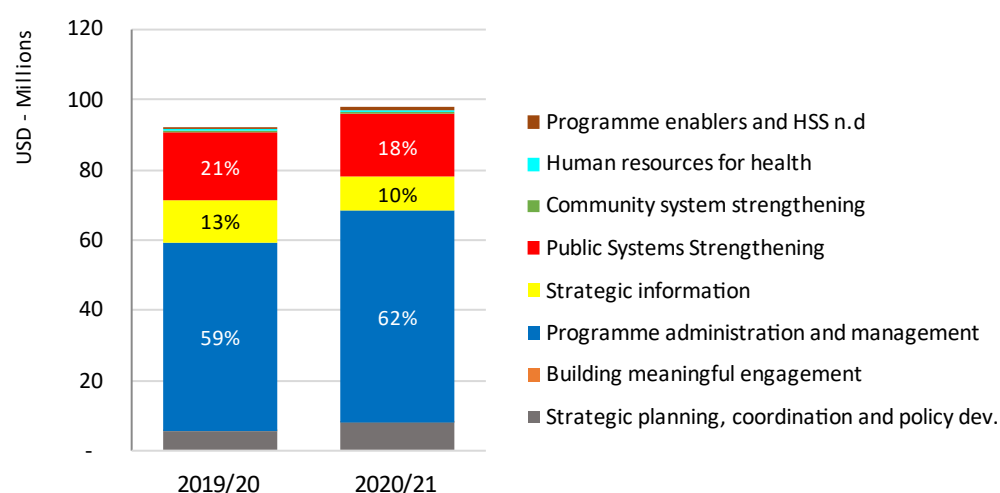 USD - Millions
120
100
80
60
40
20
-
21%
13%
59%
18%
10%
62%
2019/20
2020/21
Programme enablers and HSS n.d
Human resources for health
Community system strengthening
Public Systems Strengthening
Strategic information
Programme administration and management
Building meaningful engagement
Strategic planning, coordination and policy dev.